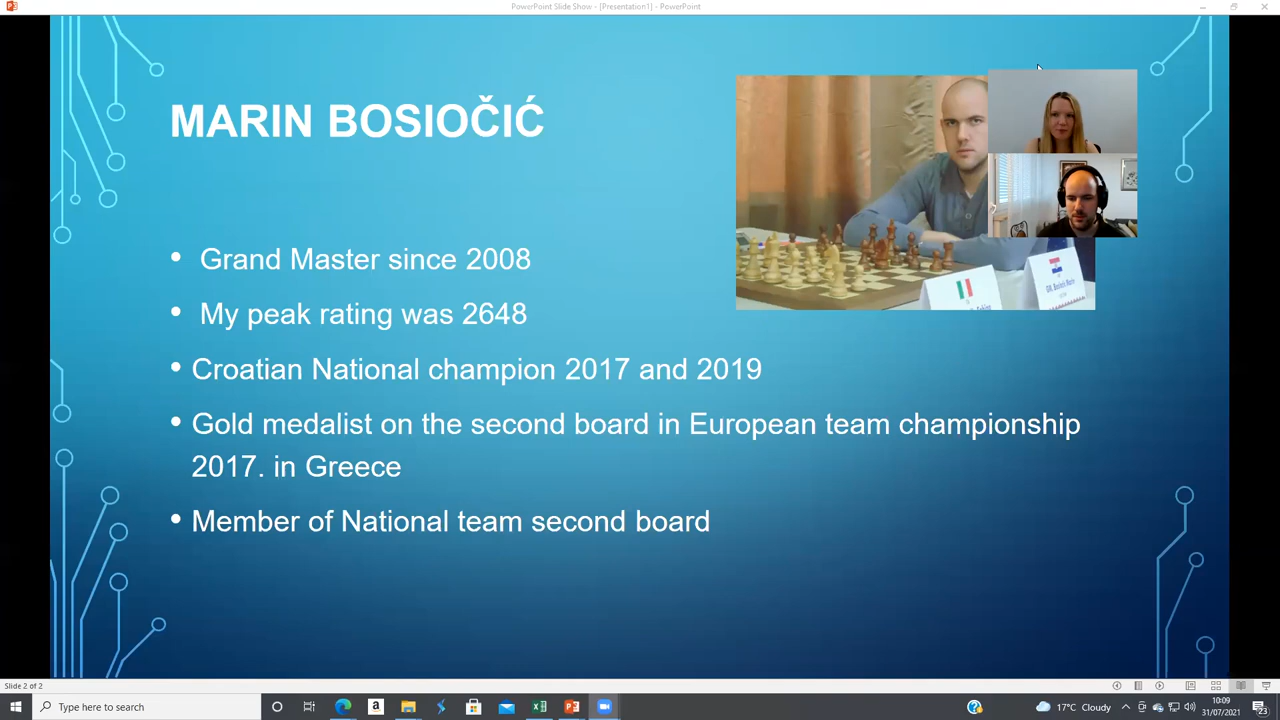 PowerPoint Slide Show - [Presentation1] - PowerPoint
MARIN BOSIOČIĆ
• Grand Master since 2008
• My peak rating was 2648
• Croatian National champion 2017 and 2019
• Gold medalist on the second board in European team championship
2017. in Greece
• Member of National team second board
Slide 2 of 2
Type here to search
17°C Cloudy
10:09
31/07/2021
23